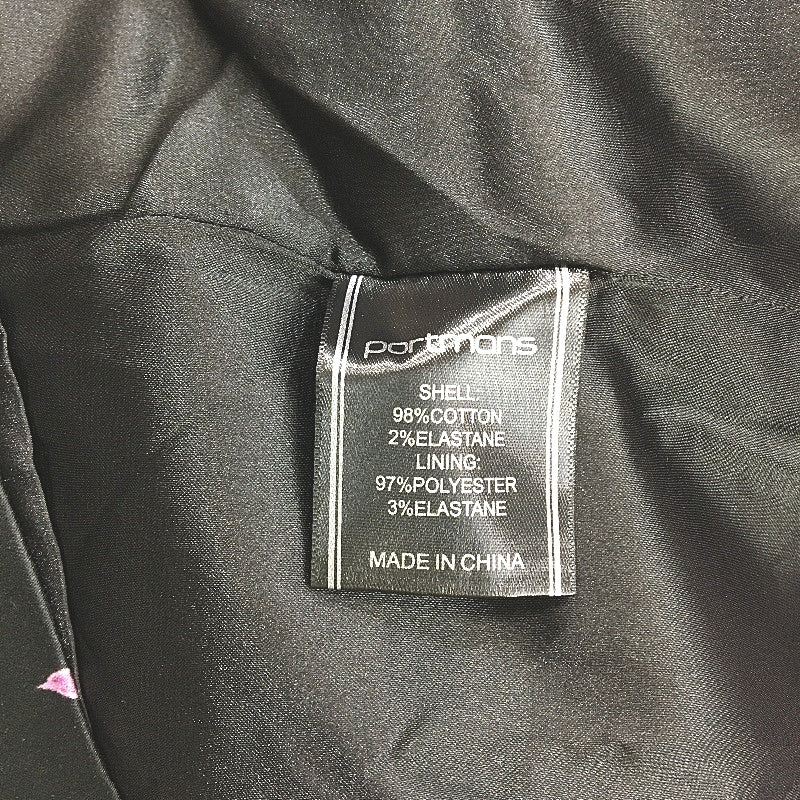 portmans
SHELL:
98%COTTON
2%ELASTANE
LINING:
97%POLYESTER
3%ELASTANE
MADE IN CHINA